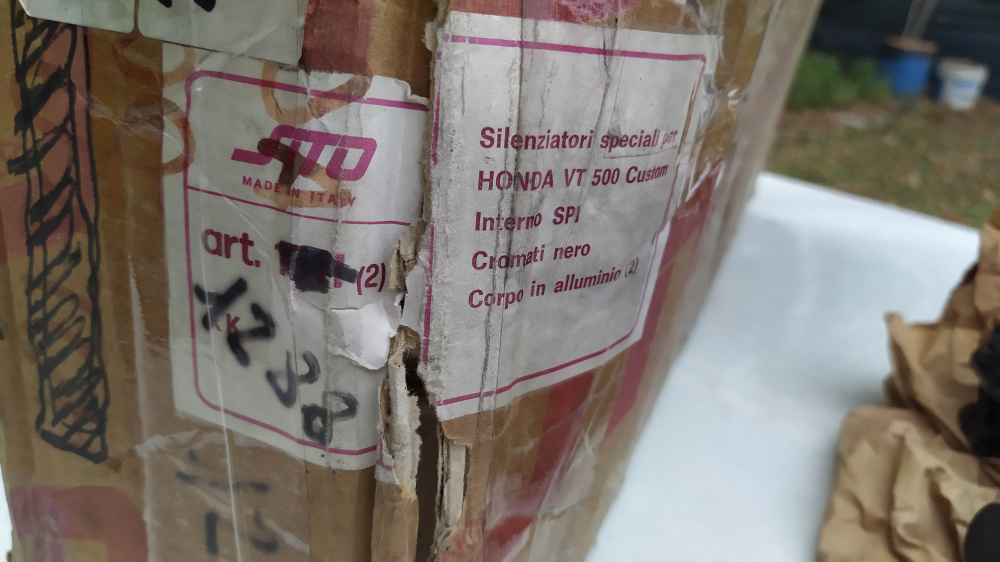 SITO
MADE IN ITALY
art. (2)
Silenziatori speciali per
HONDA VT 500 Custom
Interno SPI
Cromati nero
Corpo in alluminio (2)